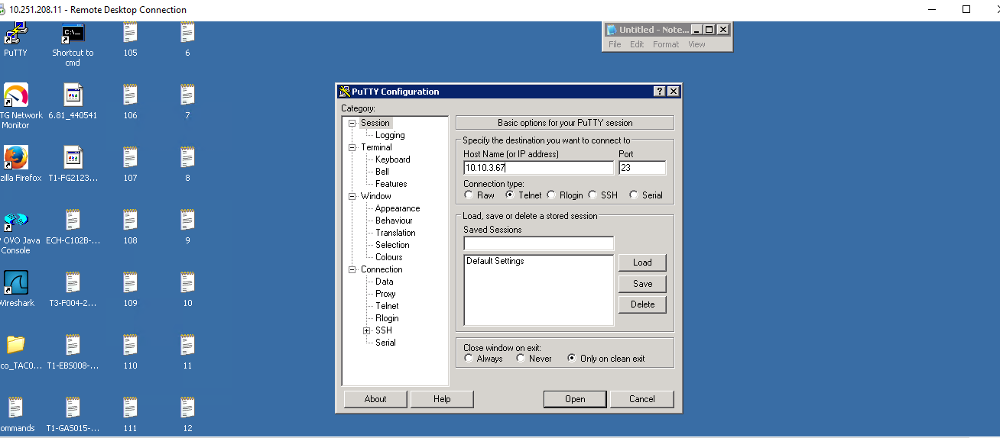 10.251.208.11 - Remote Desktop Connection
PuTTY
Shortcut to
cmd
105
6
TG Network
Monitor
6.81_440541
106
7
zilla Firefox
T1-FG2123...
107
8
OVO Java
Console
ECH-C102B-...
108
9
Wireshark
T3-F004-2...
109
10
co_TAC0...
T1-EBS008-...
110
11
ommands
T1-GAS015-...
111
12
Untitled - Note...
File Edit Format View
PuTTY Configuration
Category:
Session
Logging
Terminal
Keyboard
Bell
Features
Window
Appearance
Behaviour
Translation
Selection
Colours
Connection
Data
Proxy
Telnet
Rlogin
SSH
Serial
Basic options for your PuTTY session
Specify the destination you want to connect to
Host Name (or IP address) Port
10.10.3.67 23
Connection type:
Raw Telnet Rlogin SSH Serial
Load, save or delete a stored session
Saved Sessions
Default Settings
Load
Save
Delete
Close window on exit:
Always Never Only on clean exit
About Help Open Cancel